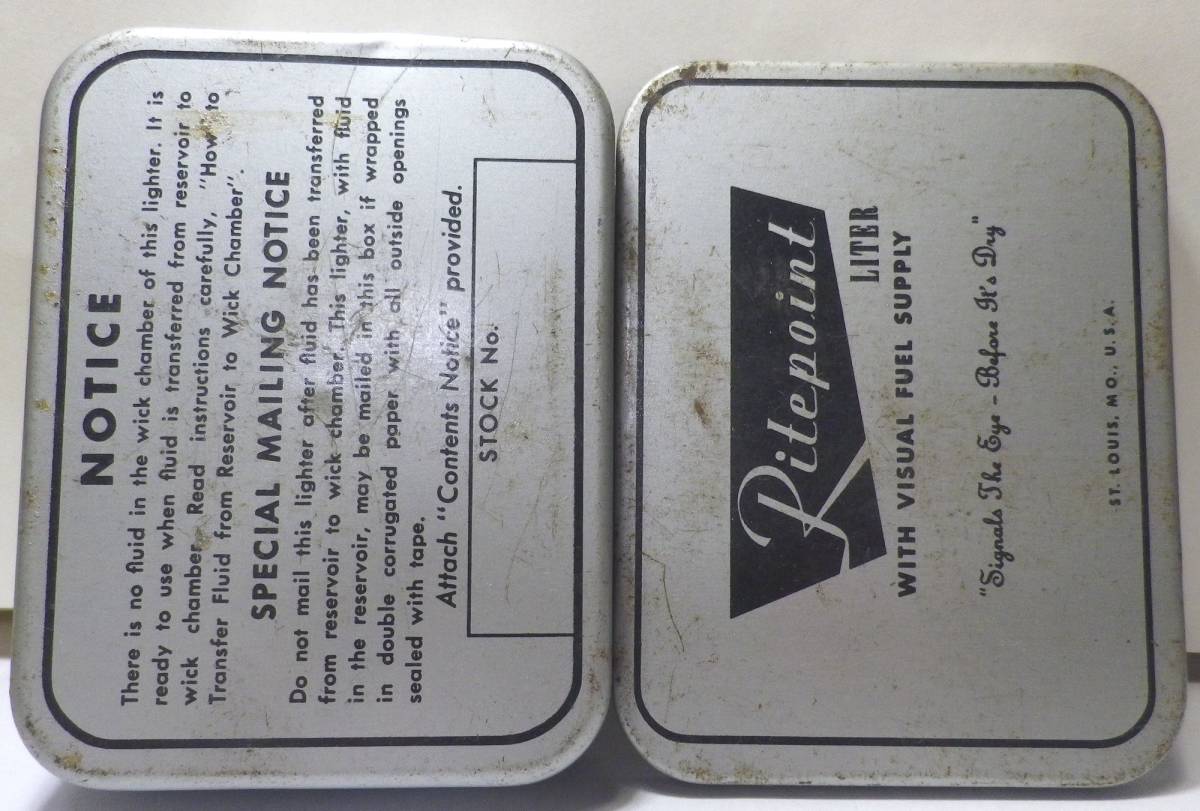 NOTICE
There is no fluid in the wick chamber of this lighter. It is
ready to use when fluid is transferred from reservoir to
wick chamber. Read instructions carefully, "How to
Transfer Fluid from Reservoir to Wick Chamber".
SPECIAL MAILING NOTICE
Do not mail this lighter after fluid has been transferred
from reservoir to wick chamber. This lighter, with fluid
in the reservoir, may be mailed in this box if wrapped
in double corrugated paper with all outside openings
sealed with tape.
Attach "Contents Notice" provided.
STOCK No.
Ritepoint
LITER
WITH VISUAL FUEL SUPPLY
"Signals The Eye - Before It's Dry"
ST. LOUIS, MO., U.S.A.